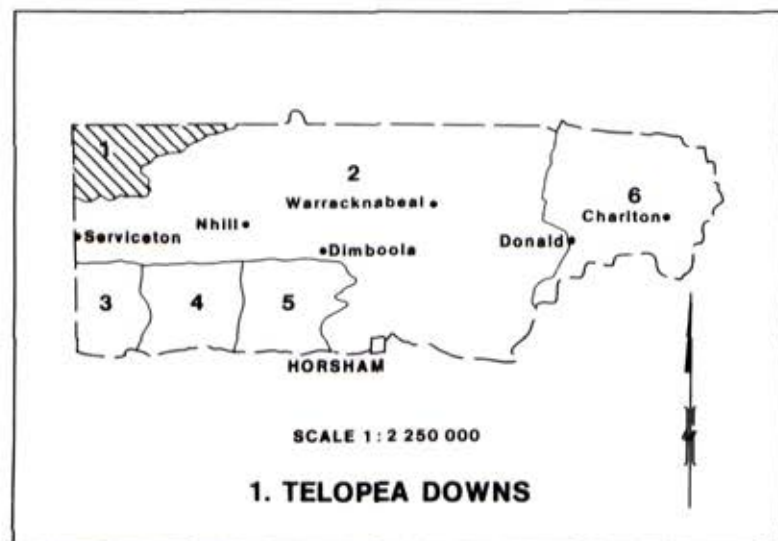 1
2
6
Warracknabeal
Charlton
Nhill
Serviceton
Donald
Dimboola
3
4
5
HORSHAM
SCALE 1 : 2 250 000
1. TELOPEA DOWNS